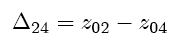 Δ₂₄ = z₀₂ − z₀₄